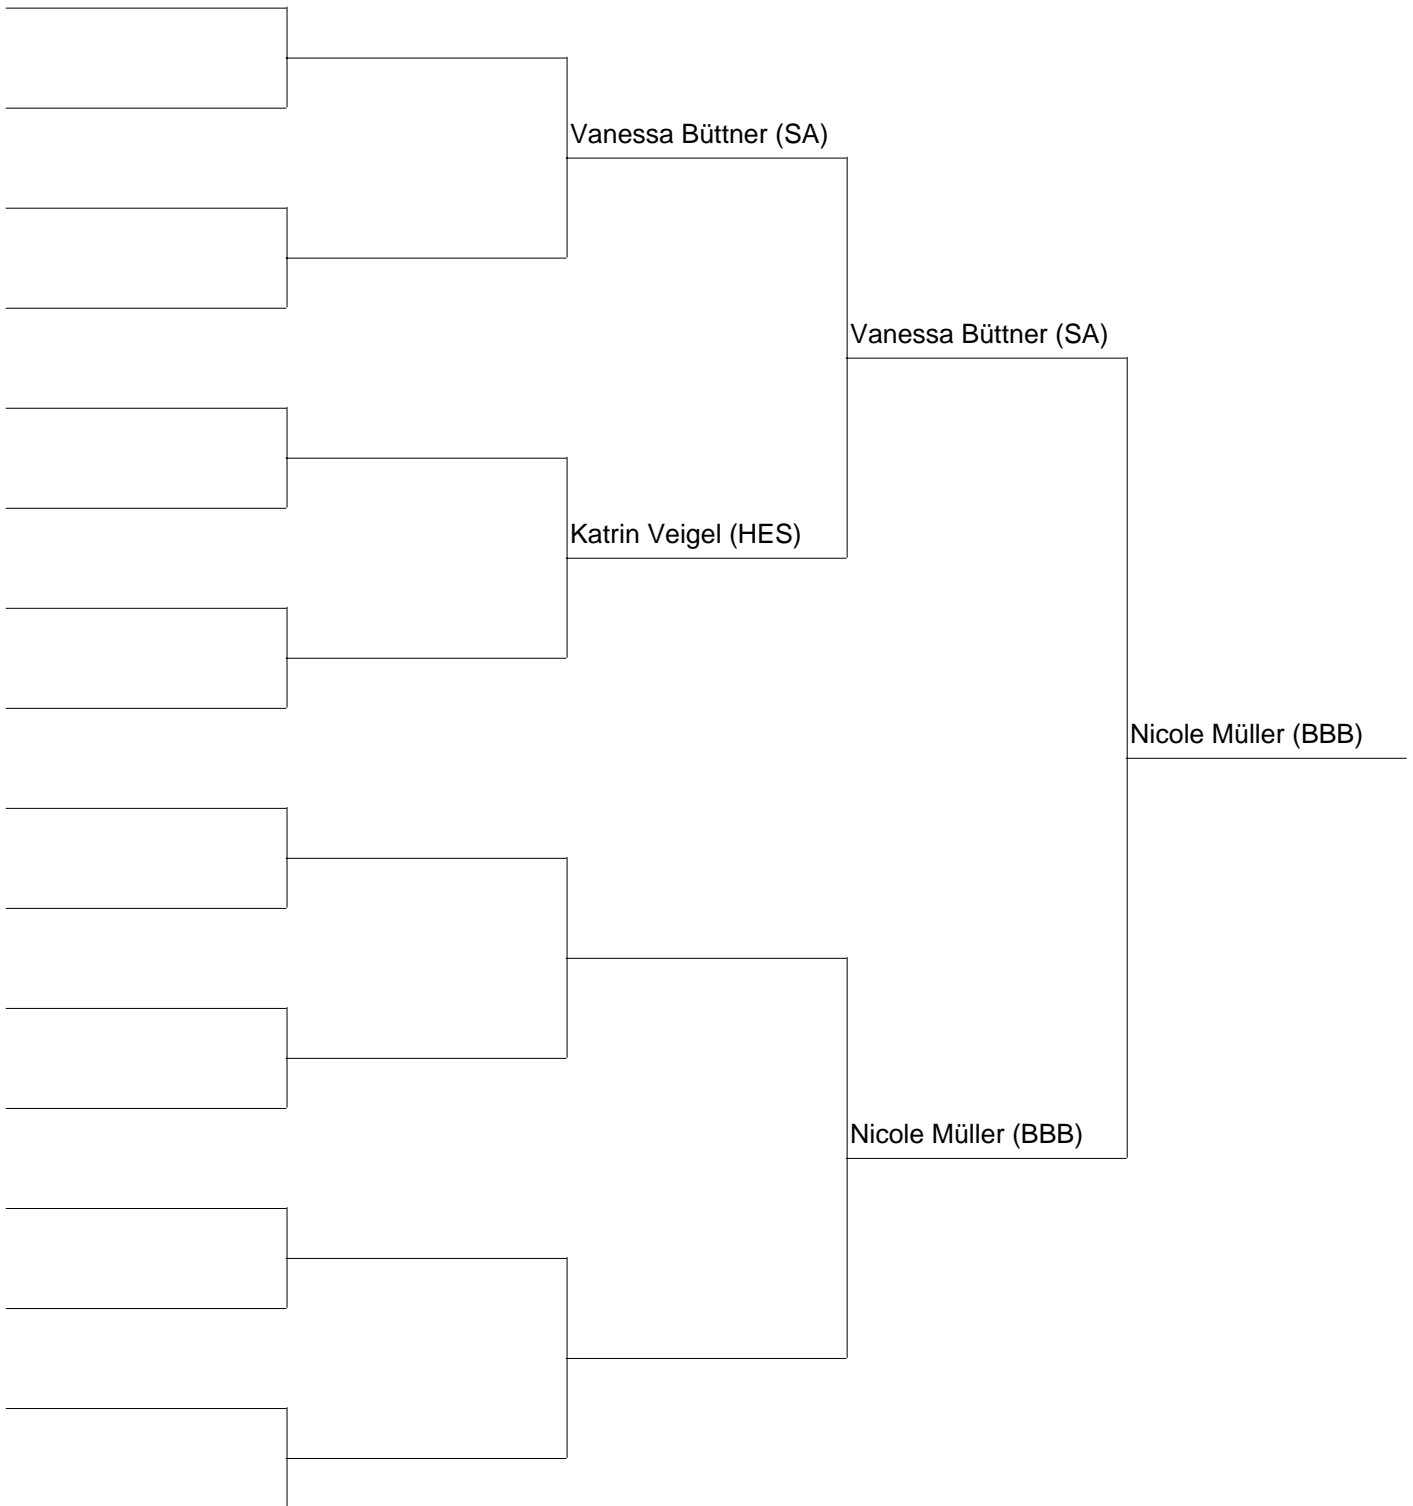 Vanessa Büttner (SA)
Vanessa Büttner (SA)
Katrin Veigel (HES)
Nicole Müller (BBB)
Nicole Müller (BBB)